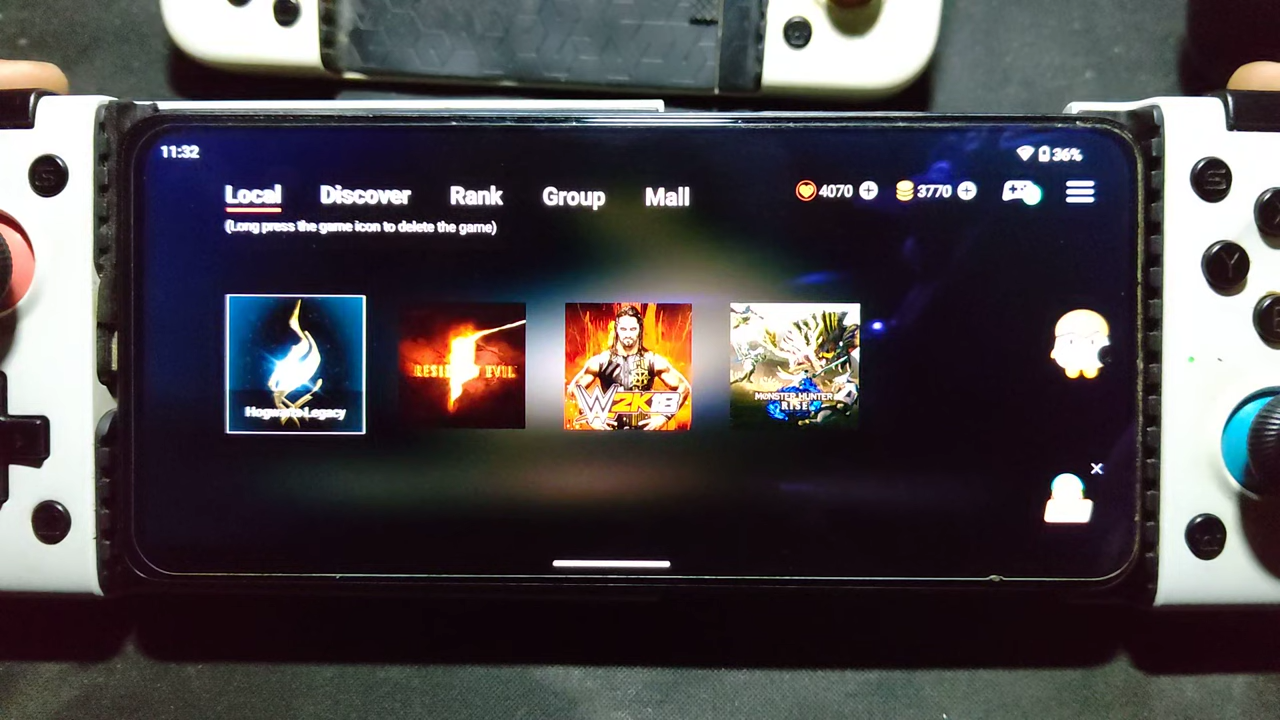 11:32
36%
Local Discover Rank Group Mall 4070 3770
(Long press the game icon to delete the game)
Hogwarts Legacy
RESIDENT EVIL
W2K18
MONSTER HUNTER
RISE
S
S
Y